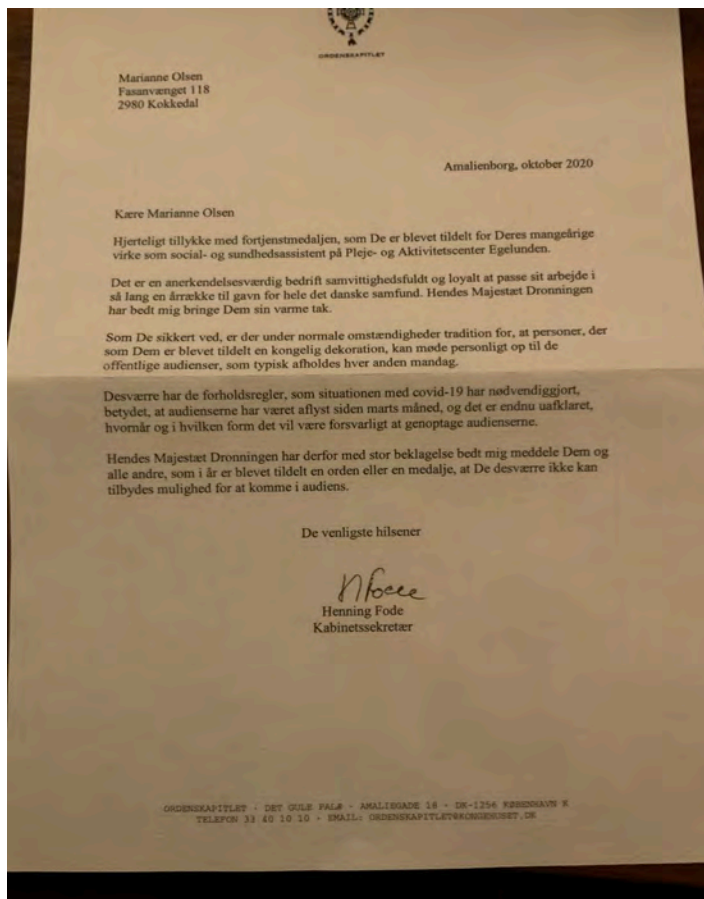 ORDENSKAPITLET
Marianne Olsen
Fasanvænget 118
2980 Kokkedal
Amalienborg, oktober 2020
Kære Marianne Olsen
Hjerteligt tillykke med fortjenstmedaljen, som De er blevet tildelt for Deres mangeårige
virke som social- og sundhedsassistent på Pleje- og Aktivitetscenter Egelunden.
Det er en anerkendelsesværdig bedrift samvittighedsfuldt og loyalt at passe sit arbejde i
så lang en årrække til gavn for hele det danske samfund. Hendes Majestæt Dronningen
har bedt mig bringe Dem sin varme tak.
Som De sikkert ved, er der under normale omstændigheder tradition for, at personer, der
som Dem er blevet tildelt en kongelig dekoration, kan møde personligt op til de
offentlige audienser, som typisk afholdes hver anden mandag.
Desværre har de forholdsregler, som situationen med covid-19 har nødvendiggjort,
betydet, at audienserne har været aflyst siden marts måned, og det er endnu uafklaret,
hvornår og i hvilken form det vil være forsvarligt at genoptage audienserne.
Hendes Majestæt Dronningen har derfor med stor beklagelse bedt mig meddele Dem og
alle andre, som i år er blevet tildelt en orden eller en medalje, at De desværre ikke kan
tilbydes mulighed for at komme i audiens.
De venligste hilsener
Henning Fode
Kabinetssekretær
ORDENSKAPITLET - DET GULE PALÆ - AMALIEGADE 18 - DK-1256 KØBENHAVN K
TELEFON 33 40 10 10 - EMAIL: ORDENSKAPITLET@KONGEHUSET.DK